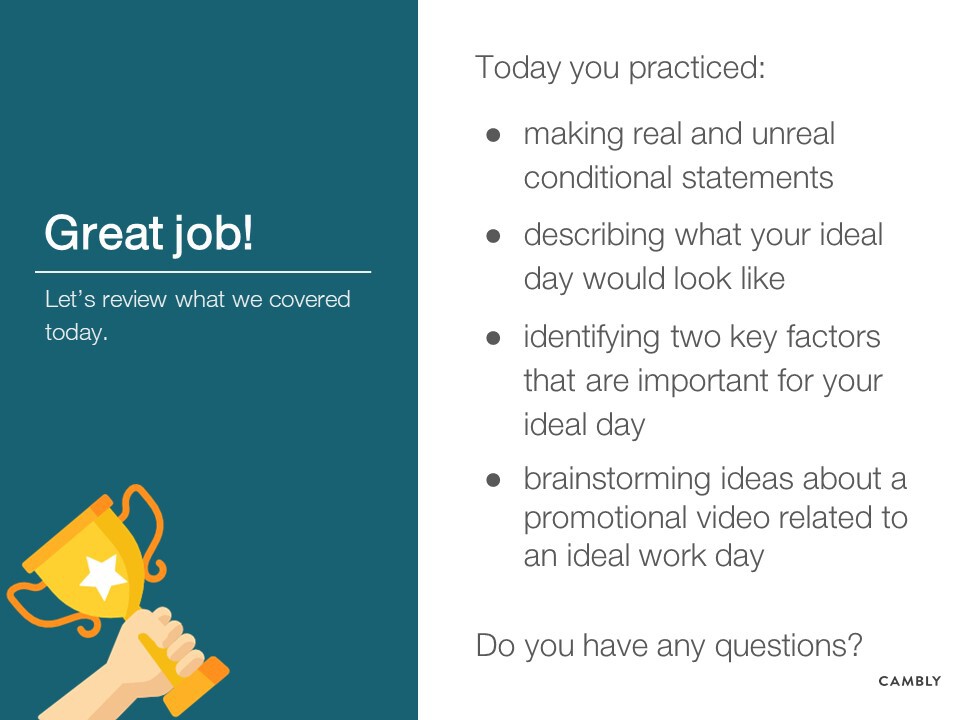 Great job!
Let’s review what we covered
today.
Today you practiced:
● making real and unreal
conditional statements
● describing what your ideal
day would look like
● identifying two key factors
that are important for your
ideal day
● brainstorming ideas about a
promotional video related to
an ideal work day
Do you have any questions?
CAMBLY